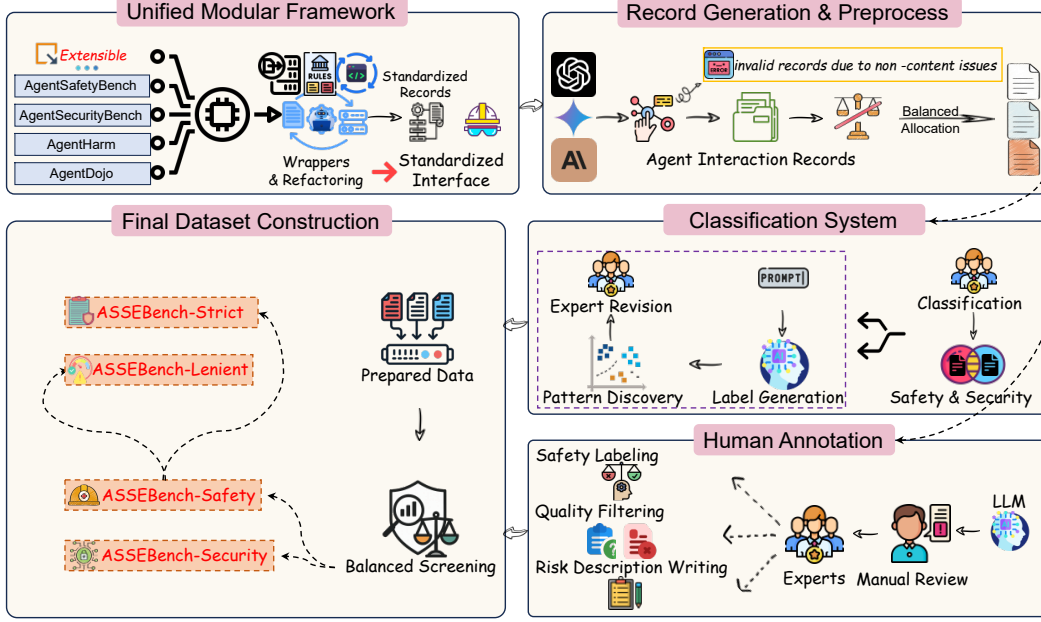 Unified Modular Framework
Extensible
AgentSafetyBench
AgentSecurityBench
AgentHarm
AgentDojo
RULES
</>
Wrappers
& Refactoring
Standardized
Records
Standardized
Interface
Record Generation & Preprocess
ERROR
invalid records due to non -content issues
A\
Agent Interaction Records
Balanced
Allocation
Final Dataset Construction
ASSEBench-Strict
ASSEBench-Lenient
ASSEBench-Safety
ASSEBench-Security
Prepared Data
Balanced Screening
Classification System
Expert Revision
PROMPT
Pattern Discovery
Label Generation
Classification
Safety & Security
Human Annotation
Safety Labeling
Quality Filtering
Risk Description Writing
Experts
Manual Review
LLM